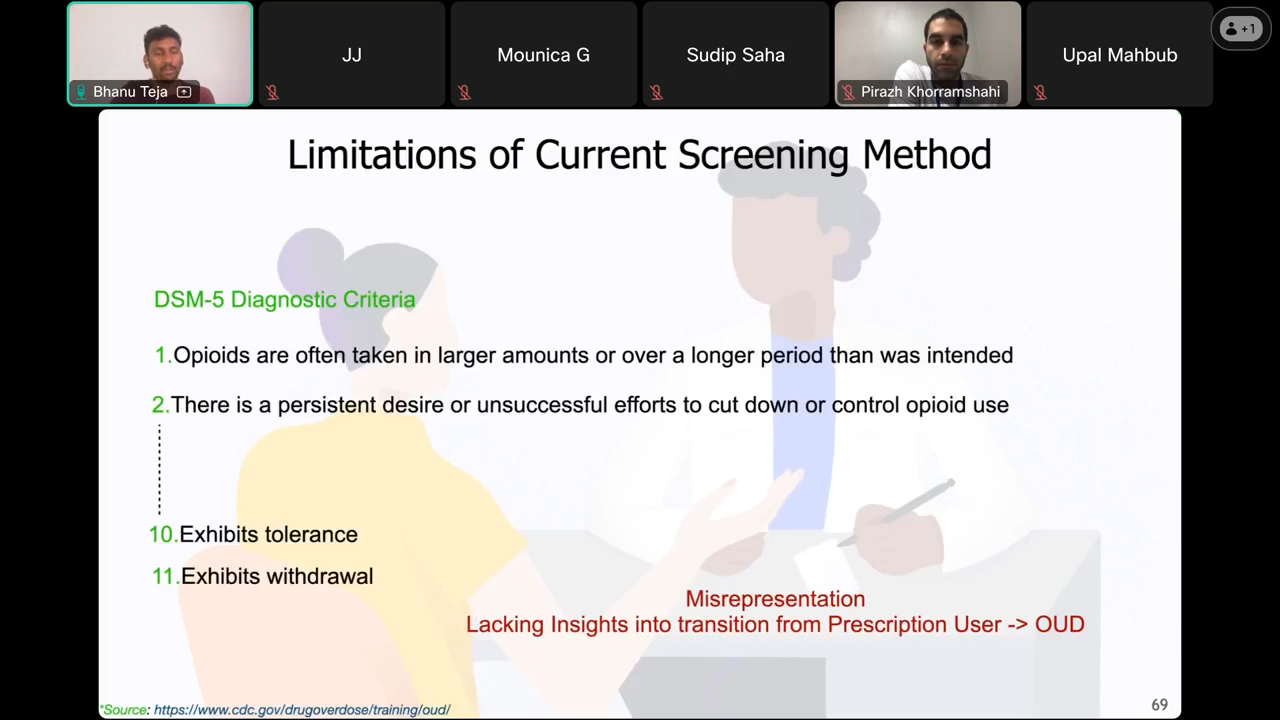 Bhanu Teja
JJ
Mounica G
Sudip Saha
Pirazh Khorramshahi
Upal Mahbub
+1
Limitations of Current Screening Method
DSM-5 Diagnostic Criteria
1.Opioids are often taken in larger amounts or over a longer period than was intended
2.There is a persistent desire or unsuccessful efforts to cut down or control opioid use
10.Exhibits tolerance
11.Exhibits withdrawal
Misrepresentation
Lacking Insights into transition from Prescription User -> OUD
*Source: https://www.cdc.gov/drugoverdose/training/oud/
69